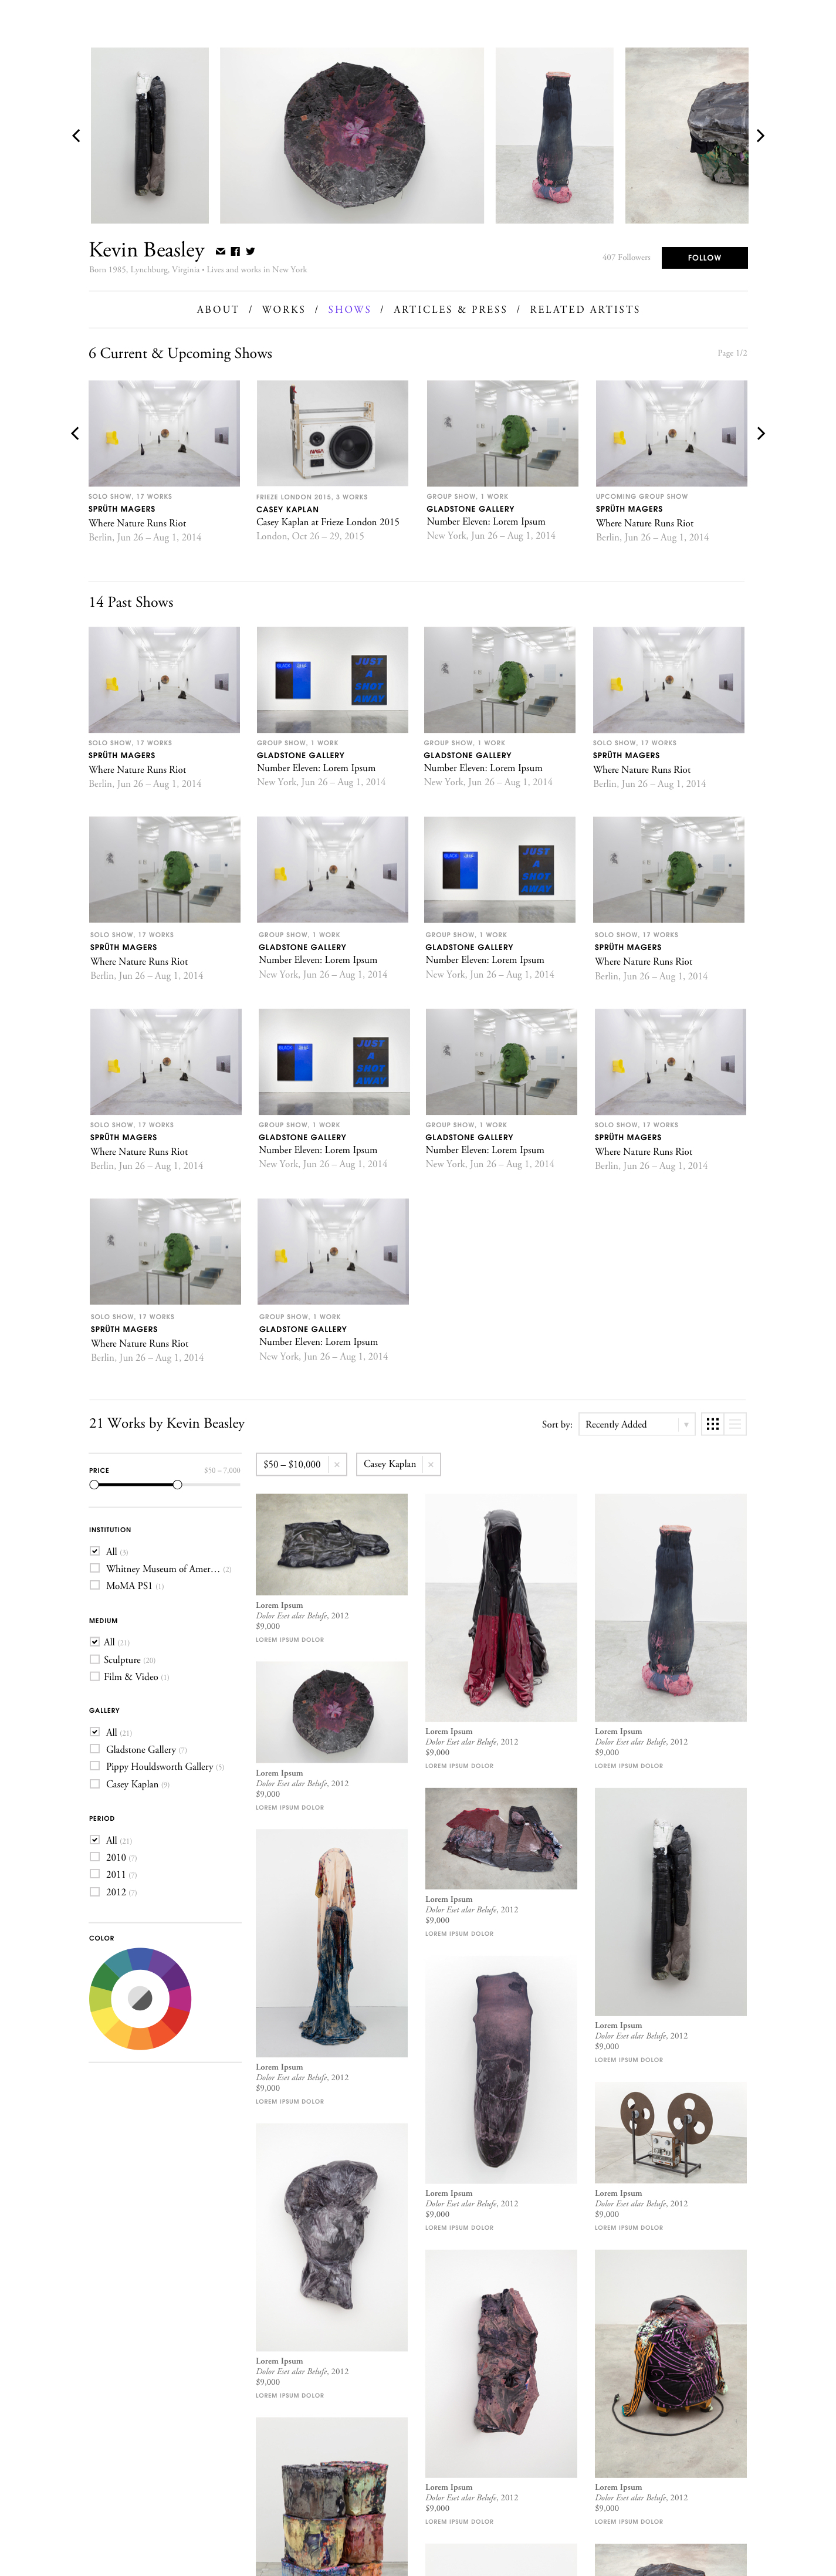 Kevin Beasley
Born 1985, Lynchburg, Virginia • Lives and works in New York
407 Followers
FOLLOW
ABOUT / WORKS / SHOWS / ARTICLES & PRESS / RELATED ARTISTS
6 Current & Upcoming Shows
Page 1/2
NASA
SOLO SHOW, 17 WORKS
SPRÜTH MAGERS
Where Nature Runs Riot
Berlin, Jun 26 – Aug 1, 2014
FRIEZE LONDON 2015, 3 WORKS
CASEY KAPLAN
Casey Kaplan at Frieze London 2015
London, Oct 26 – 29, 2015
GROUP SHOW, 1 WORK
GLADSTONE GALLERY
Number Eleven: Lorem Ipsum
New York, Jun 26 – Aug 1, 2014
UPCOMING GROUP SHOW
SPRÜTH MAGERS
Where Nature Runs Riot
Berlin, Jun 26 – Aug 1, 2014
14 Past Shows
BLACK
JUST
A
SHOT
AWAY
SOLO SHOW, 17 WORKS
SPRÜTH MAGERS
Where Nature Runs Riot
Berlin, Jun 26 – Aug 1, 2014
GROUP SHOW, 1 WORK
GLADSTONE GALLERY
Number Eleven: Lorem Ipsum
New York, Jun 26 – Aug 1, 2014
GROUP SHOW, 1 WORK
GLADSTONE GALLERY
Number Eleven: Lorem Ipsum
New York, Jun 26 – Aug 1, 2014
SOLO SHOW, 17 WORKS
SPRÜTH MAGERS
Where Nature Runs Riot
Berlin, Jun 26 – Aug 1, 2014
BLACK
JUST
A
SHOT
AWAY
SOLO SHOW, 17 WORKS
SPRÜTH MAGERS
Where Nature Runs Riot
Berlin, Jun 26 – Aug 1, 2014
GROUP SHOW, 1 WORK
GLADSTONE GALLERY
Number Eleven: Lorem Ipsum
New York, Jun 26 – Aug 1, 2014
GROUP SHOW, 1 WORK
GLADSTONE GALLERY
Number Eleven: Lorem Ipsum
New York, Jun 26 – Aug 1, 2014
SOLO SHOW, 17 WORKS
SPRÜTH MAGERS
Where Nature Runs Riot
Berlin, Jun 26 – Aug 1, 2014
BLACK
JUST
A
SHOT
AWAY
SOLO SHOW, 17 WORKS
SPRÜTH MAGERS
Where Nature Runs Riot
Berlin, Jun 26 – Aug 1, 2014
GROUP SHOW, 1 WORK
GLADSTONE GALLERY
Number Eleven: Lorem Ipsum
New York, Jun 26 – Aug 1, 2014
GROUP SHOW, 1 WORK
GLADSTONE GALLERY
Number Eleven: Lorem Ipsum
New York, Jun 26 – Aug 1, 2014
SOLO SHOW, 17 WORKS
SPRÜTH MAGERS
Where Nature Runs Riot
Berlin, Jun 26 – Aug 1, 2014
SOLO SHOW, 17 WORKS
SPRÜTH MAGERS
Where Nature Runs Riot
Berlin, Jun 26 – Aug 1, 2014
GROUP SHOW, 1 WORK
GLADSTONE GALLERY
Number Eleven: Lorem Ipsum
New York, Jun 26 – Aug 1, 2014
21 Works by Kevin Beasley
Sort by:
Recently Added
PRICE
$50 – 7,000
INSTITUTION
All (3)
Whitney Museum of Amer… (2)
MoMA PS1 (1)
MEDIUM
All (21)
Sculpture (20)
Film & Video (1)
GALLERY
All (21)
Gladstone Gallery (7)
Pippy Houldsworth Gallery (5)
Casey Kaplan (9)
PERIOD
All (21)
2010 (7)
2011 (7)
2012 (7)
COLOR
$50 – $10,000 ×
Casey Kaplan ×
Lorem Ipsum
Dolor Eset alar Belufe, 2012
$9,000
LOREM IPSUM DOLOR
Lorem Ipsum
Dolor Eset alar Belufe, 2012
$9,000
LOREM IPSUM DOLOR
Lorem Ipsum
Dolor Eset alar Belufe, 2012
$9,000
LOREM IPSUM DOLOR
Lorem Ipsum
Dolor Eset alar Belufe, 2012
$9,000
LOREM IPSUM DOLOR
Lorem Ipsum
Dolor Eset alar Belufe, 2012
$9,000
LOREM IPSUM DOLOR
Lorem Ipsum
Dolor Eset alar Belufe, 2012
$9,000
LOREM IPSUM DOLOR
Lorem Ipsum
Dolor Eset alar Belufe, 2012
$9,000
LOREM IPSUM DOLOR
Lorem Ipsum
Dolor Eset alar Belufe, 2012
$9,000
LOREM IPSUM DOLOR
Lorem Ipsum
Dolor Eset alar Belufe, 2012
$9,000
LOREM IPSUM DOLOR
Lorem Ipsum
Dolor Eset alar Belufe, 2012
$9,000
LOREM IPSUM DOLOR
Lorem Ipsum
Dolor Eset alar Belufe, 2012
$9,000
LOREM IPSUM DOLOR
Lorem Ipsum
Dolor Eset alar Belufe, 2012
$9,000
LOREM IPSUM DOLOR